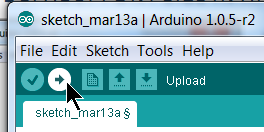 sketch_mar13a | Arduino 1.0.5-r2
File Edit Sketch Tools Help
Upload
sketch_mar13a §